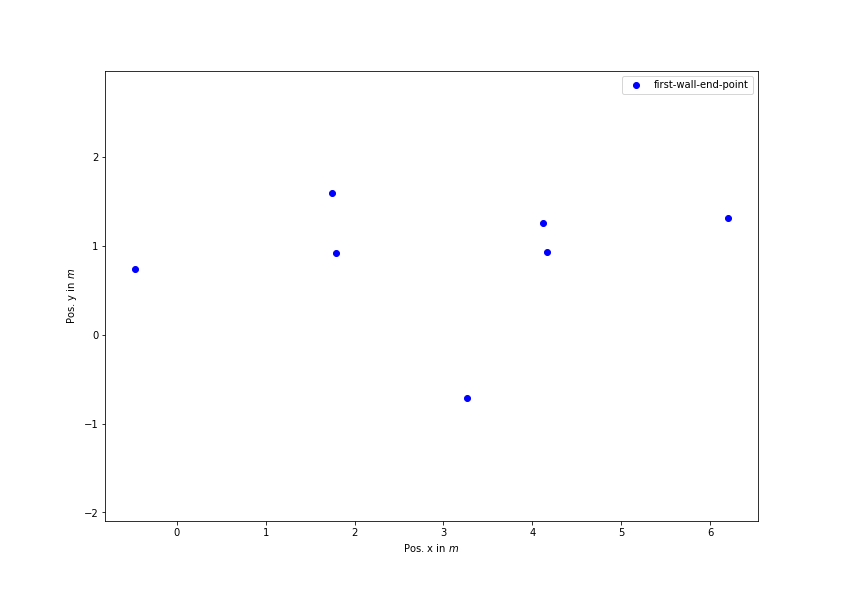 first-wall-end-point
2
1
0
−1
−2
Pos. y in m
0 1 2 3 4 5 6
Pos. x in m